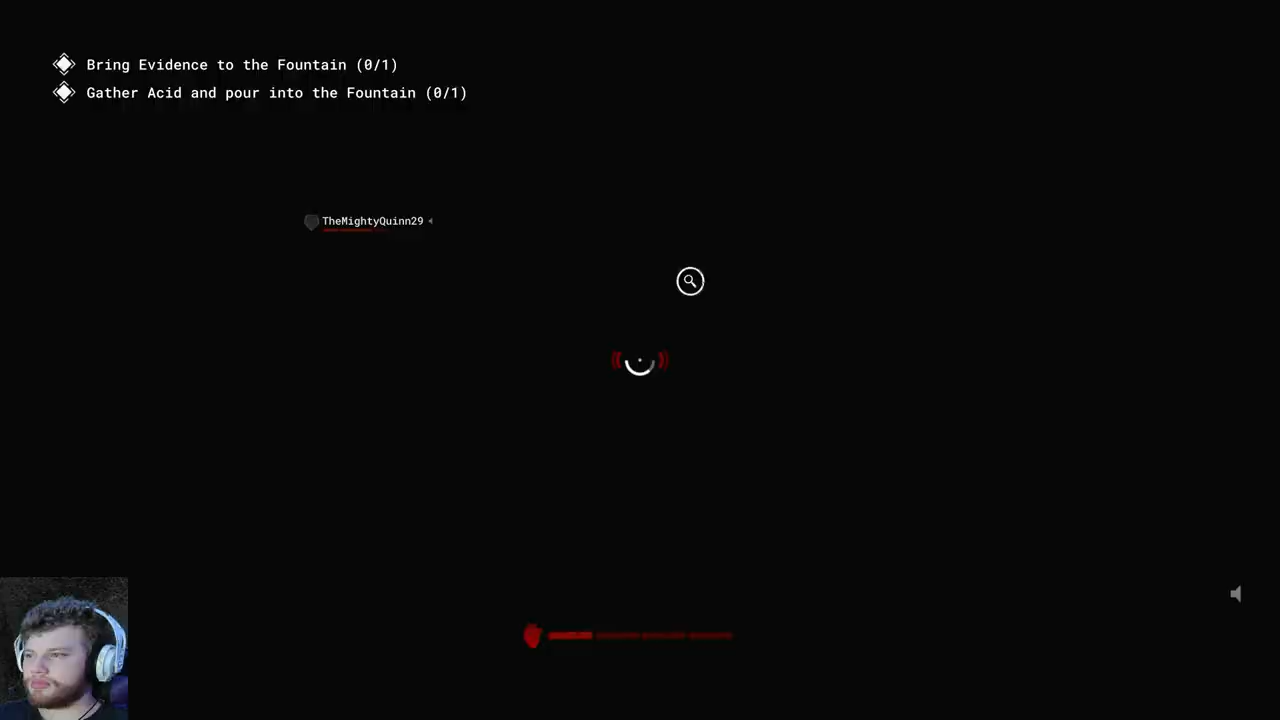 Bring Evidence to the Fountain (0/1)
Gather Acid and pour into the Fountain (0/1)
TheMightyQuinn29